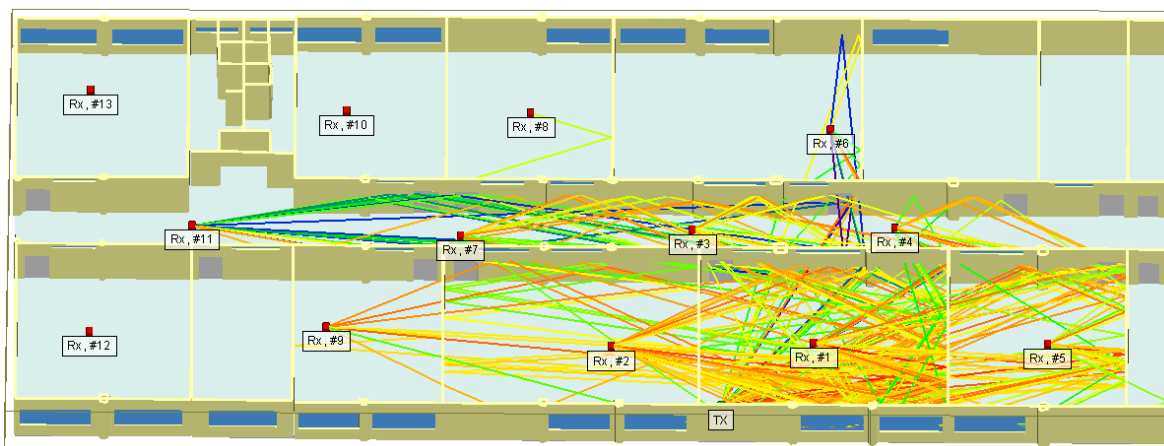 Rx, #13
Rx, #10
Rx, #8
Rx, #6
Rx, #11
Rx, #7
Rx, #3
Rx, #4
Rx, #12
Rx, #9
Rx, #2
Rx, #1
Rx, #5
TX